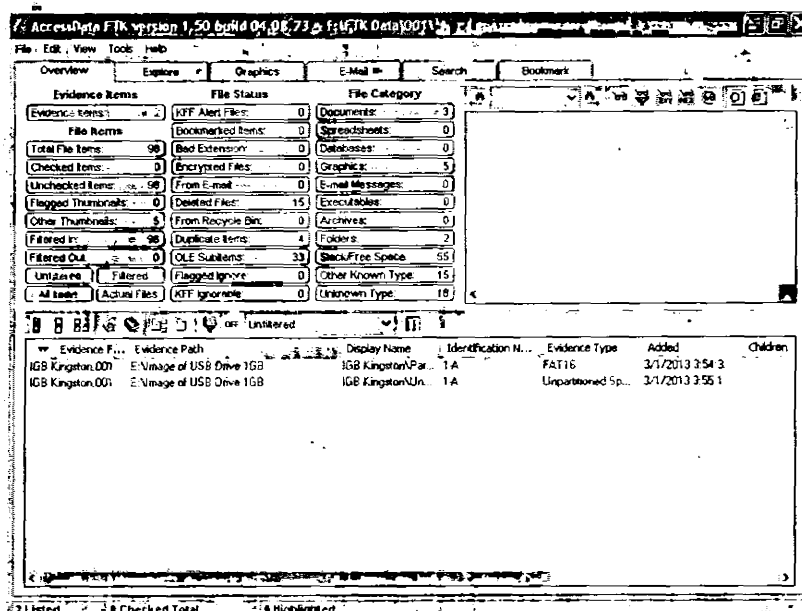 AccessData FTK version 1.50 build 04.08.73
File Edit View Tools Help
Overview Explore Graphics E-Mail Search Bookmark
Evidence Items File Status File Category
Evidence Items: 2 KFF Alert Files: 0 Documents: 3
File Items Bookmarked Items: 0 Spreadsheets: 0
Total File Items: 98 Bad Extension: 0 Databases: 0
Checked Items: 0 Encrypted Files: 0 Graphics: 5
Unchecked Items: 98 From E-mail: 0 E-mail Messages: 0
Flagged Thumbnails: 0 Deleted Files: 15 Executables: 0
Other Thumbnails: 5 From Recycle Bin: 0 Archives: 0
Filtered In: 98 Duplicate Items: 4 Folders: 2
Filtered Out: 0 OLE Subitems: 33 Slack/Free Space: 55
Unfiltered Filtered Flagged Ignore: 0 Other Known Type: 15
All Items Actual Files KFF Ignorable: 0 Unknown Type: 18
OFF Unfiltered
Evidence F... Evidence Path Display Name Identification N... Evidence Type Added Children
1GB Kingston.001 E:\Image of USB Drive 1GB 1GB Kingston\Par... 1-A FAT16 3/1/2013 3:54:3
1GB Kingston.001 E:\Image of USB Drive 1GB 1GB Kingston\Un... 1-A Unpartitioned Sp... 3/1/2013 3:55:1
2 Listed Checked Total Highlighted